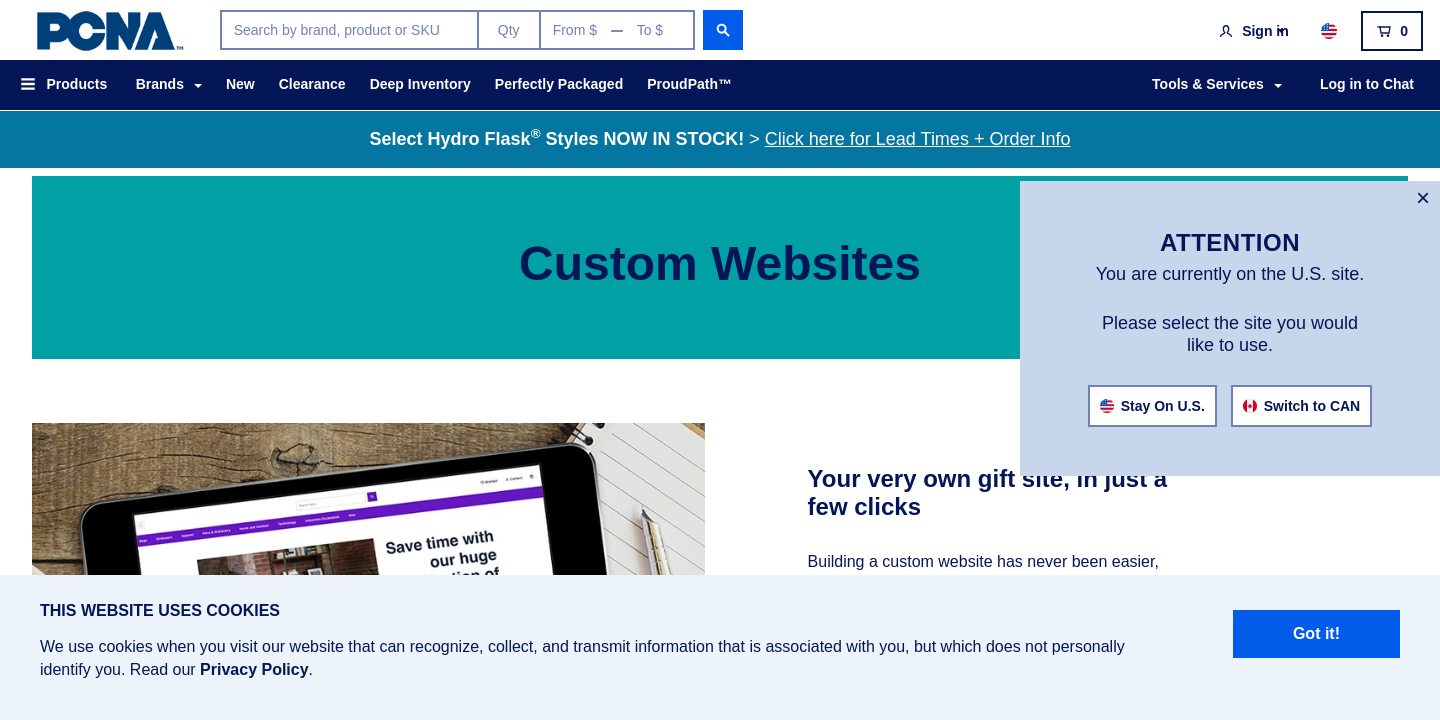 PCNA™
Search by brand, product or SKU
Qty
From $ — To $
Sign in
0
Products
Brands
New
Clearance
Deep Inventory
Perfectly Packaged
ProudPath™
Tools & Services
Log in to Chat
Select Hydro Flask® Styles NOW IN STOCK! > Click here for Lead Times + Order Info
Custom Websites
×
ATTENTION
You are currently on the U.S. site.
Please select the site you would
like to use.
Stay On U.S.
Switch to CAN
Save time with
our huge
Your very own gift site, in just a
few clicks
Building a custom website has never been easier,
THIS WEBSITE USES COOKIES
We use cookies when you visit our website that can recognize, collect, and transmit information that is associated with you, but which does not personally
identify you. Read our Privacy Policy.
Got it!